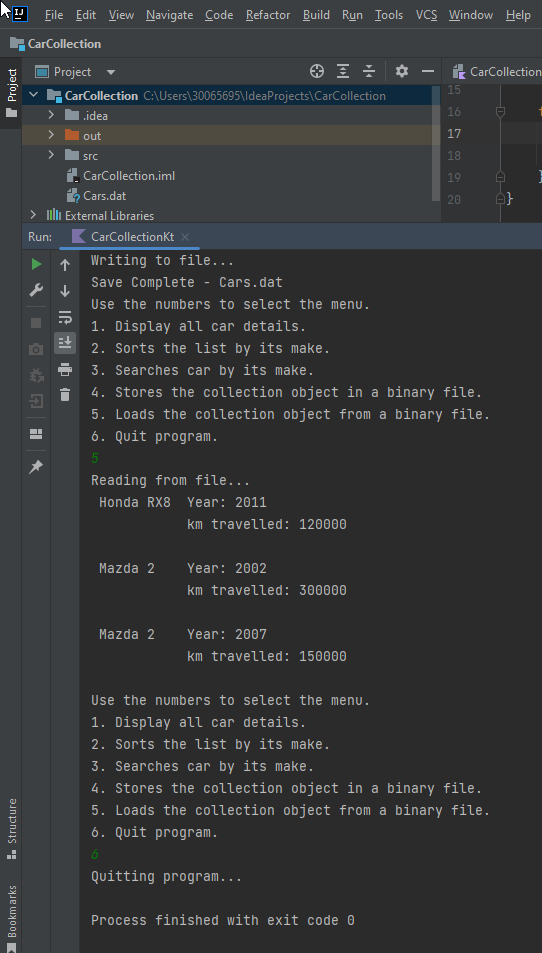 IJ File Edit View Navigate Code Refactor Build Run Tools VCS Window Help
CarCollection
Project
Project
CarCollection
CarCollection C:\Users\30065695\IdeaProjects\CarCollection
.idea
out
src
CarCollection.iml
Cars.dat
External Libraries
15
16
17
18
19 }
20 }
Run: CarCollectionKt
Writing to file...
Save Complete - Cars.dat
Use the numbers to select the menu.
1. Display all car details.
2. Sorts the list by its make.
3. Searches car by its make.
4. Stores the collection object in a binary file.
5. Loads the collection object from a binary file.
6. Quit program.
5
Reading from file...
Honda RX8 Year: 2011
km travelled: 120000
Mazda 2 Year: 2002
km travelled: 300000
Mazda 2 Year: 2007
km travelled: 150000
Use the numbers to select the menu.
1. Display all car details.
2. Sorts the list by its make.
3. Searches car by its make.
4. Stores the collection object in a binary file.
5. Loads the collection object from a binary file.
6. Quit program.
6
Quitting program...
Process finished with exit code 0
Structure
Bookmarks